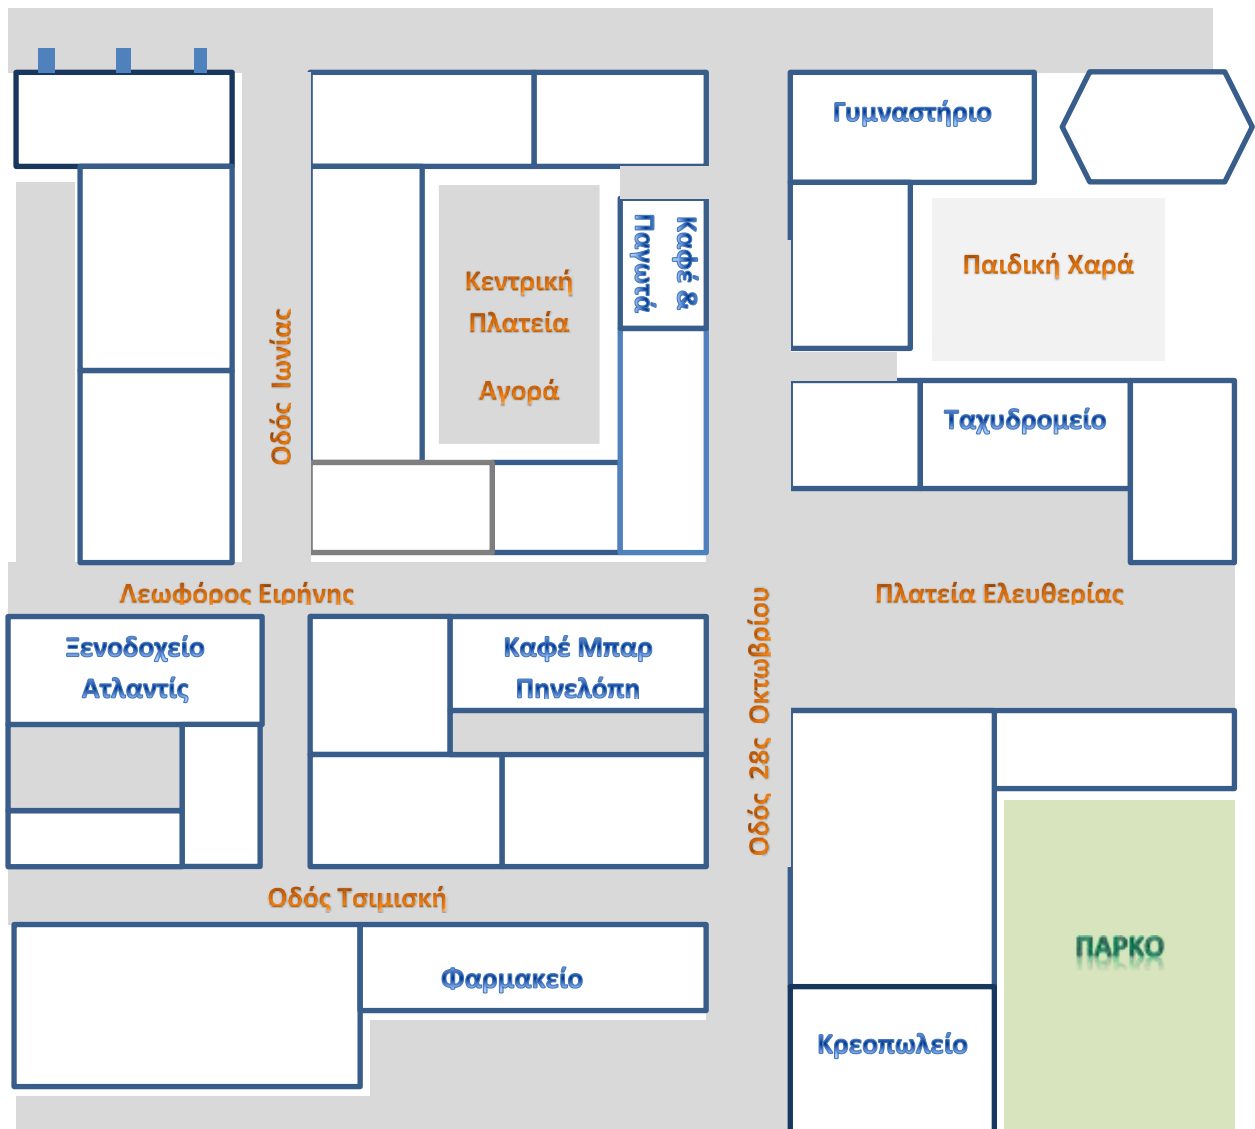 Γυμναστήριο
Καφέ &
Παγωτά
Κεντρική
Πλατεία
Αγορά
Παιδική Χαρά
Οδός Ιωνίας
Ταχυδρομείο
Λεωφόρος Ειρήνης
Πλατεία Ελευθερίας
Ξενοδοχείο
Ατλαντίς
Καφέ Μπαρ
Πηνελόπη
Οδός 28ς Οκτωβρίου
Οδός Τσιμισκή
Φαρμακείο
ΠΑΡΚΟ
Κρεοπωλείο